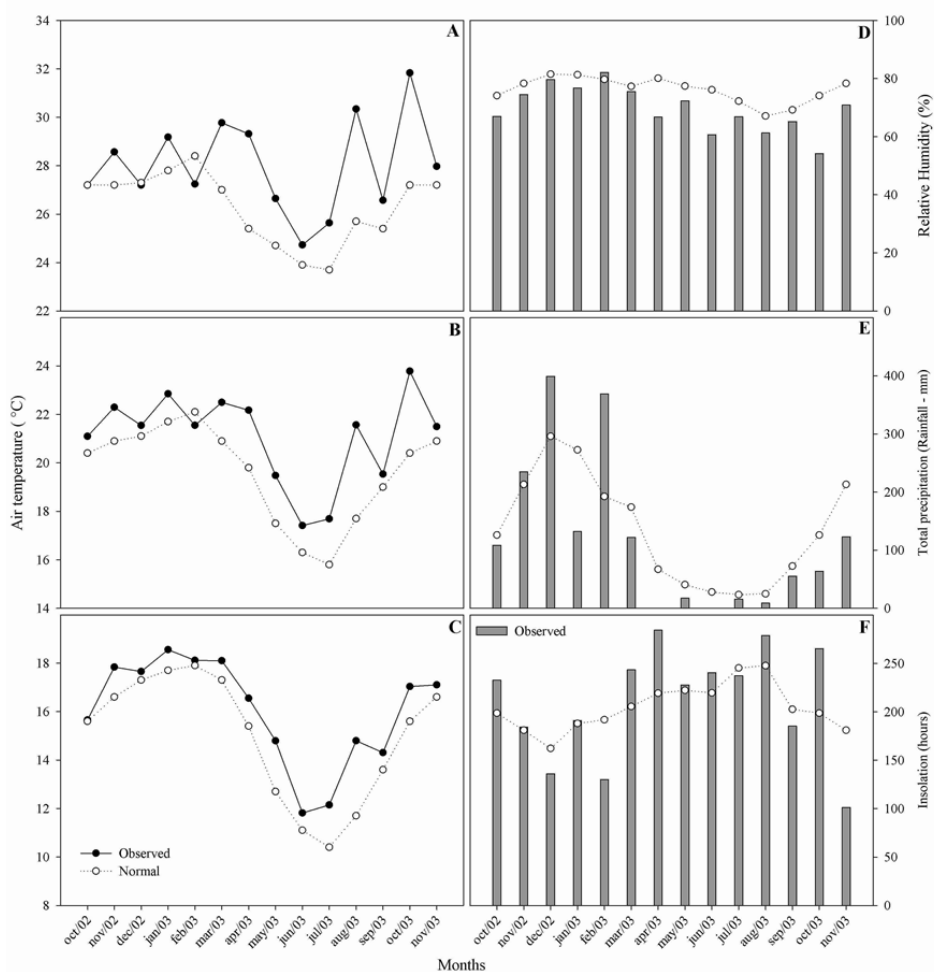 A
34
32
30
28
26
24
22
B
24
22
20
18
16
14
C
18
16
14
12
10
8
Air temperature ( °C)
Observed
Normal
oct/02
nov/02
dec/02
jan/03
feb/03
mar/03
apr/03
may/03
jun/03
jul/03
aug/03
sep/03
oct/03
nov/03
D
100
80
60
40
20
0
Relative Humidity (%)
E
400
300
200
100
0
Total precipitation (Rainfall - mm)
F
Observed
250
200
150
100
50
0
Insolation (hours)
oct/02
nov/02
dec/02
jan/03
feb/03
mar/03
apr/03
may/03
jun/03
jul/03
aug/03
sep/03
oct/03
nov/03
Months